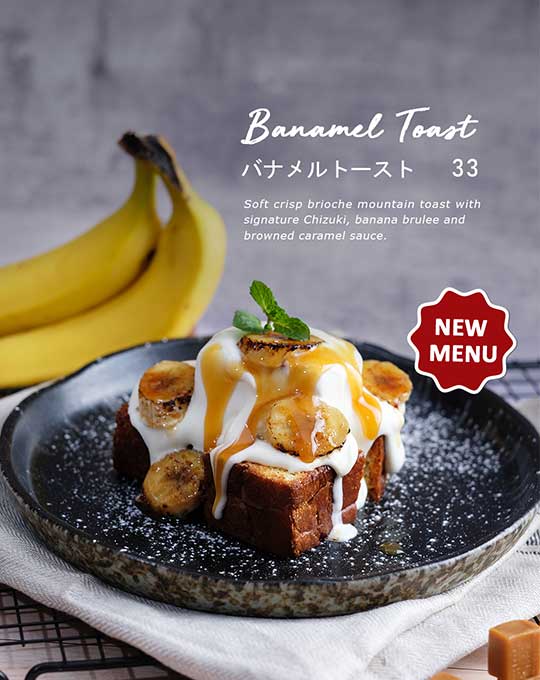 Banamel Toast
バナメルトースト 33
Soft crisp brioche mountain toast with
signature Chizuki, banana brulee and
browned caramel sauce.
NEW
MENU